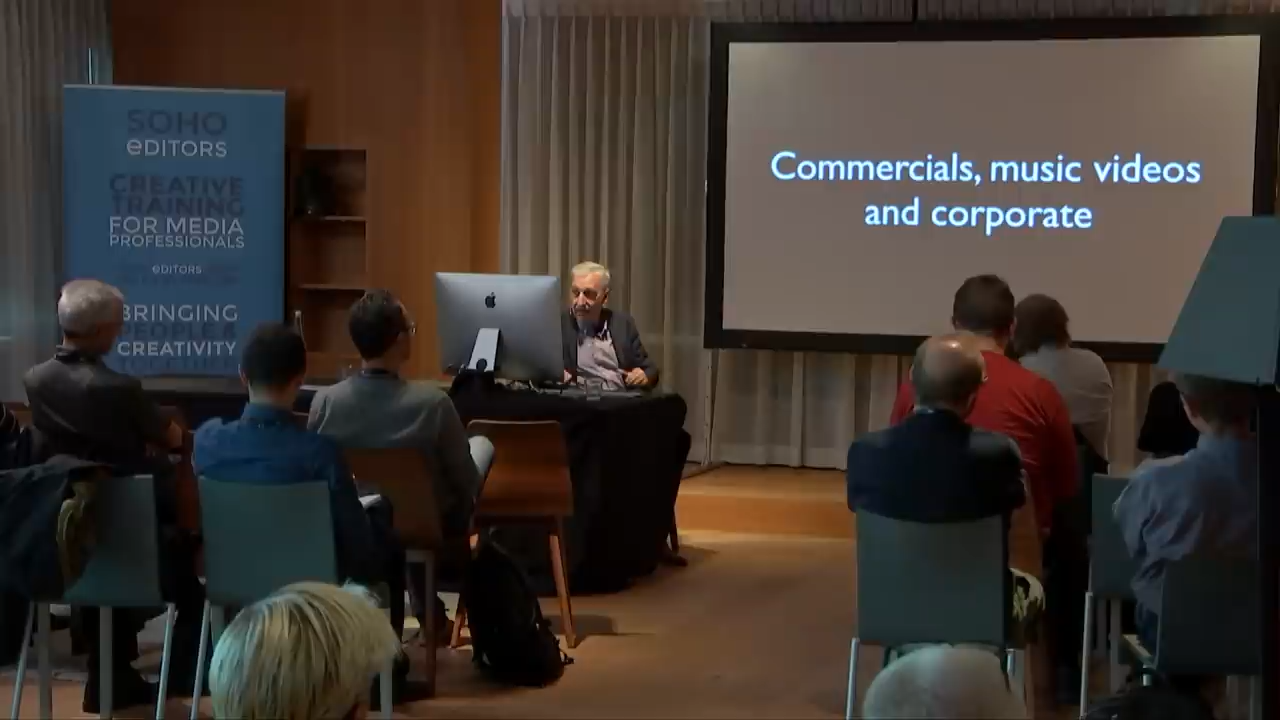 SOHO
eDITORS
CREATIVE
TRAINING
FOR MEDIA
PROFESSIONALS
eDITORS
BRINGING
PEOPLE &
CREATIVITY
Commercials, music videos
and corporate